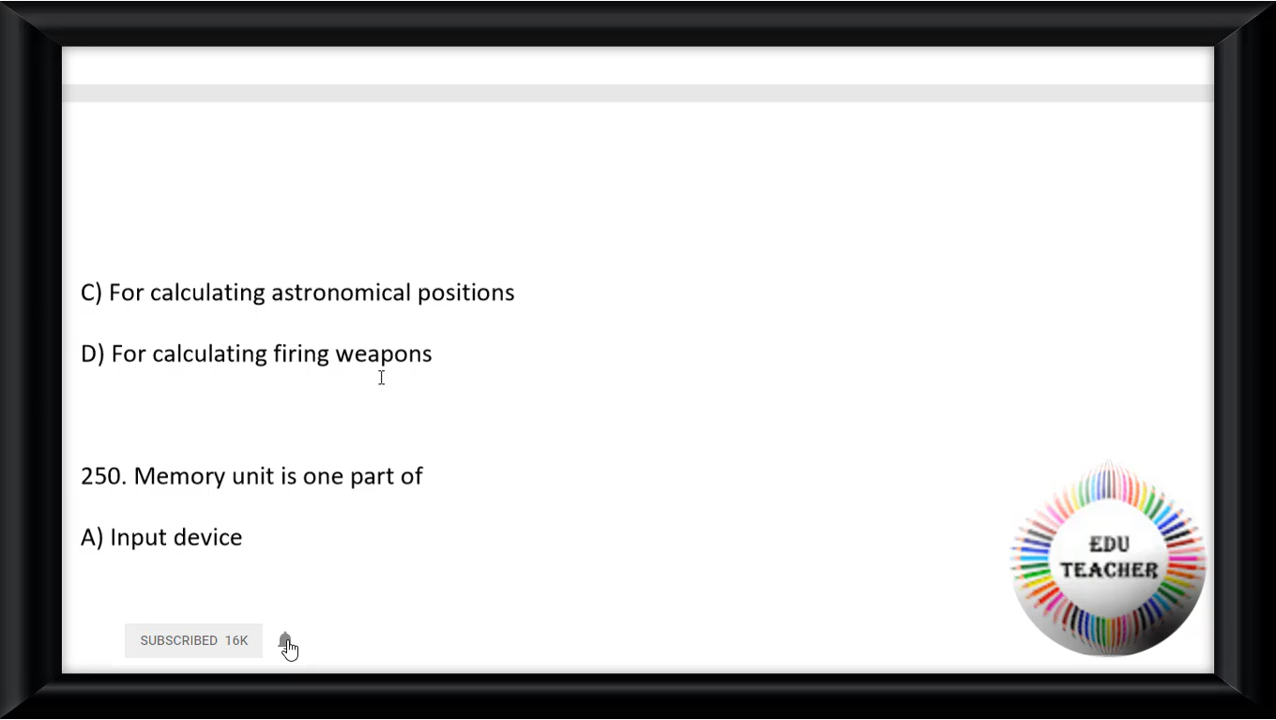 C) For calculating astronomical positions
D) For calculating firing weapons
250. Memory unit is one part of
A) Input device
EDU
TEACHER
SUBSCRIBED 16K